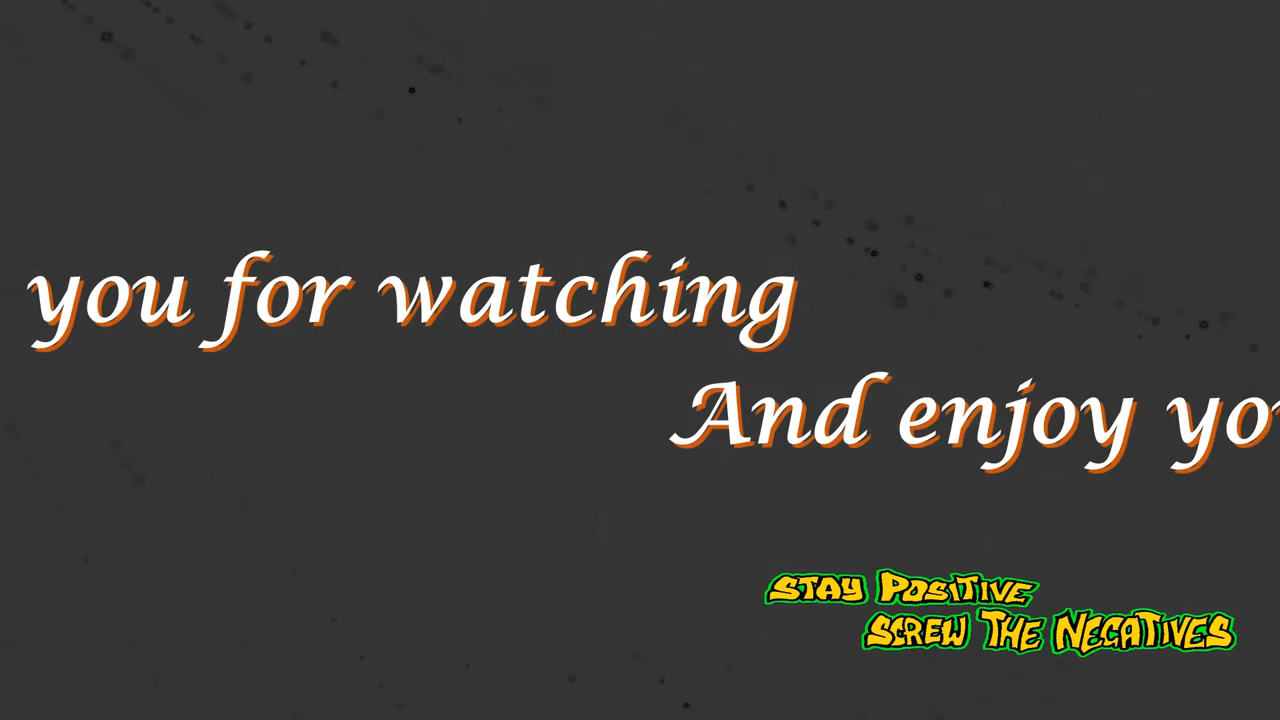 you for watching
And enjoy yo
STAY POSITIVE
SCREW THE NEGATIVES